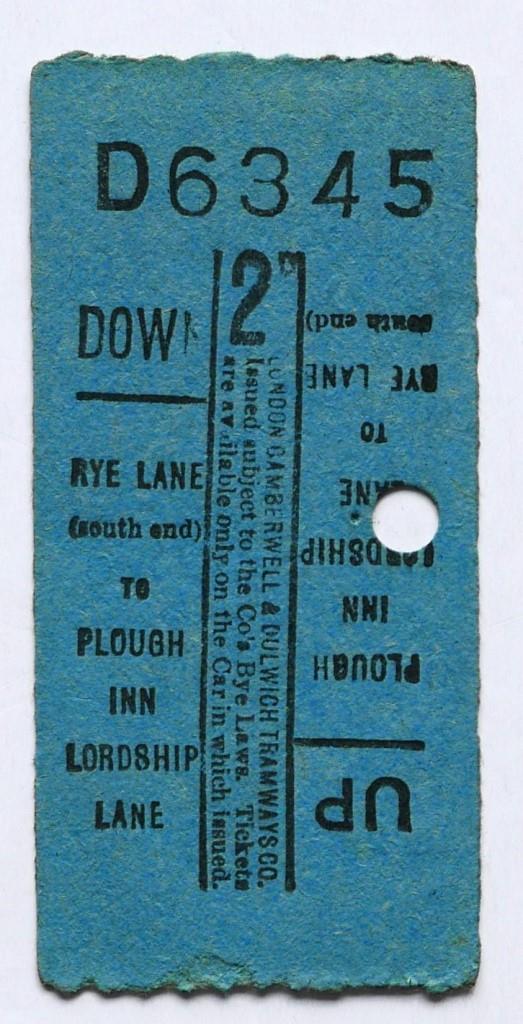 D6345
DOWN
RYE LANE
(south end)
TO
PLOUGH
INN
LORDSHIP
LANE
2D
LONDON CAMBERWELL & DULWICH TRAMWAYS CO.
Issued subject to the Co's Bye Laws. Tickets
are available only on the Car in which issued.
UP
PLOUGH
INN
LORDSHIP
LANE
TO
RYE LANE
south end)